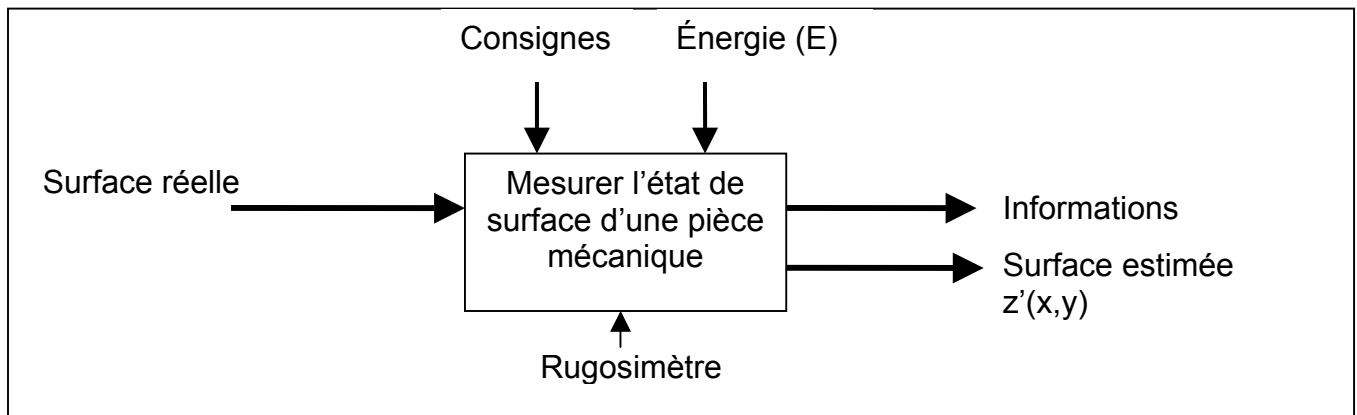 Consignes
Énergie (E)
Surface réelle
Mesurer l’état de
surface d’une pièce
mécanique
Informations
Surface estimée
z’(x,y)
Rugosimètre